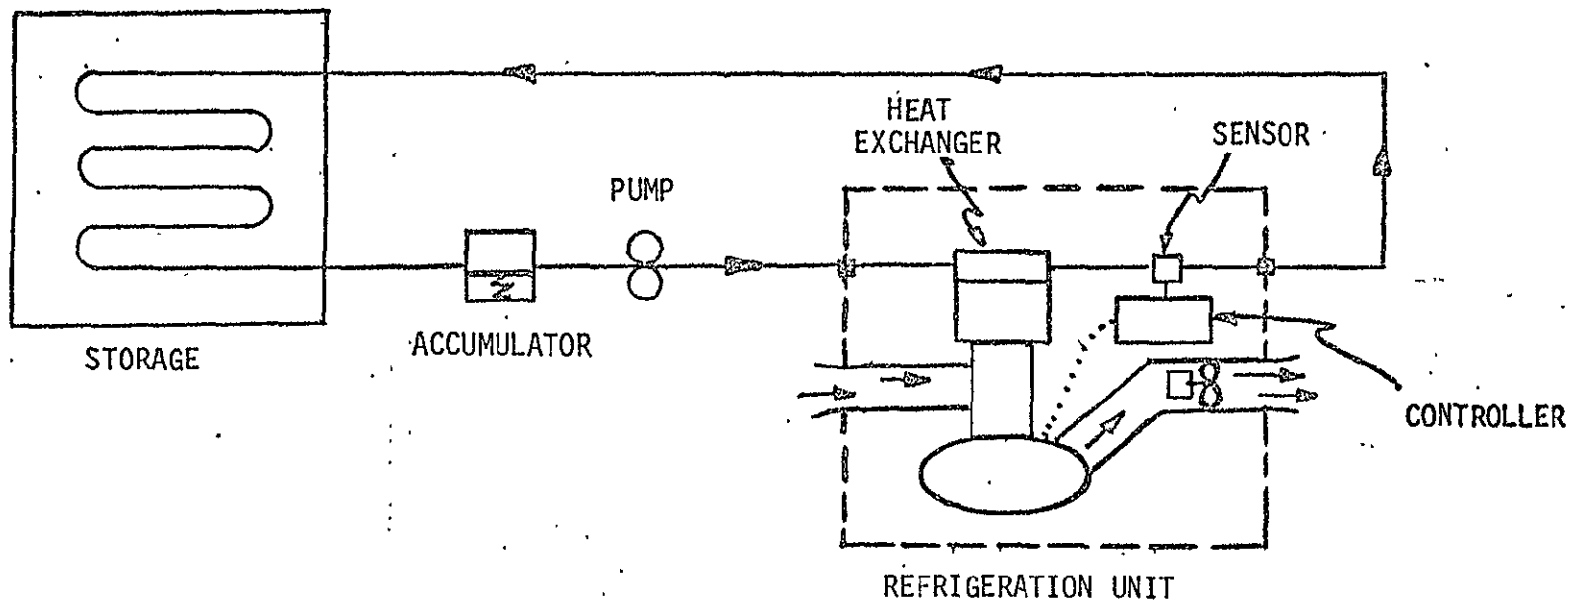 HEAT
EXCHANGER
SENSOR
PUMP
STORAGE
ACCUMULATOR
CONTROLLER
REFRIGERATION UNIT